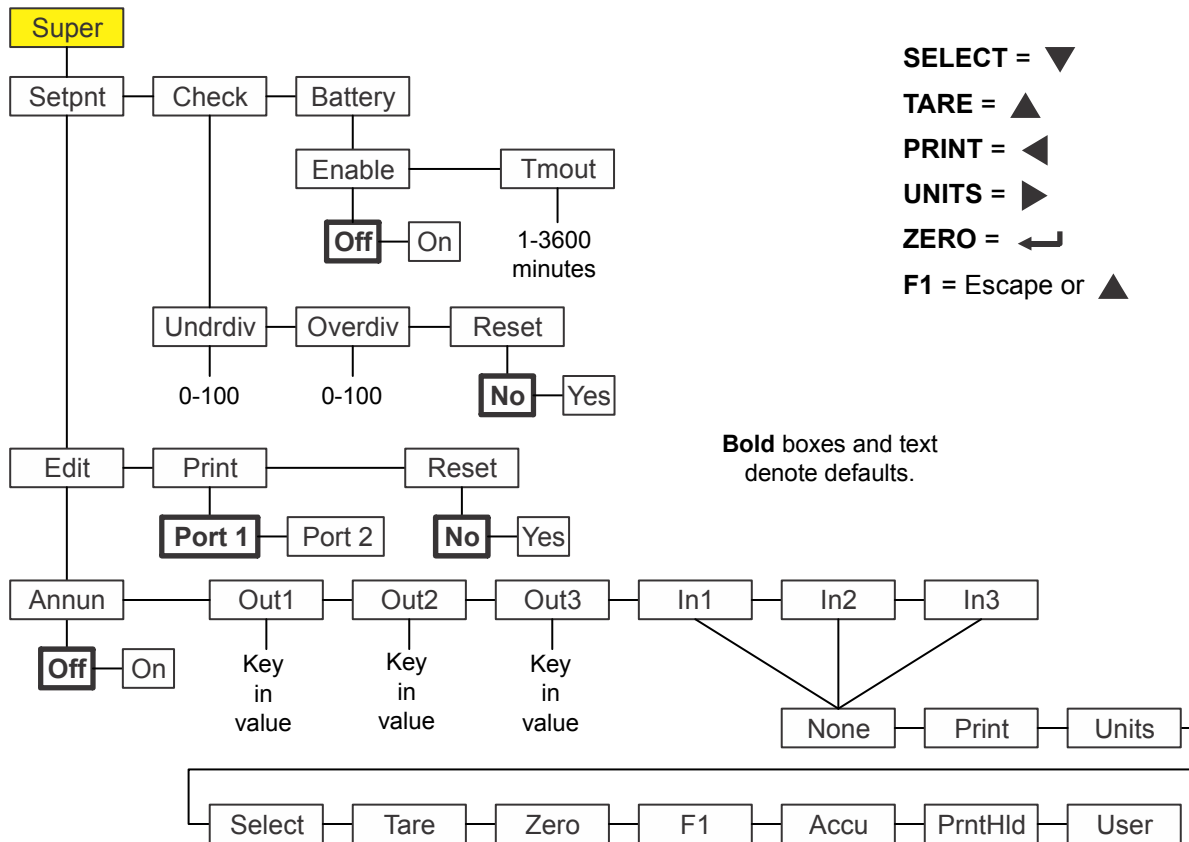 Super
SELECT =
Setpnt Check Battery
TARE =
PRINT =
Enable Tmout
UNITS =
Off On
1-3600
minutes
ZERO =
F1 = Escape or
Undrdiv Overdiv Reset
0-100 0-100
No Yes
Bold boxes and text
denote defaults.
Edit Print Reset
Port 1 Port 2 No Yes
Annun Out1 Out2 Out3 In1 In2 In3
Off On
Key
in
value
Key
in
value
Key
in
value
None Print Units
Select Tare Zero F1 Accu PrntHld User